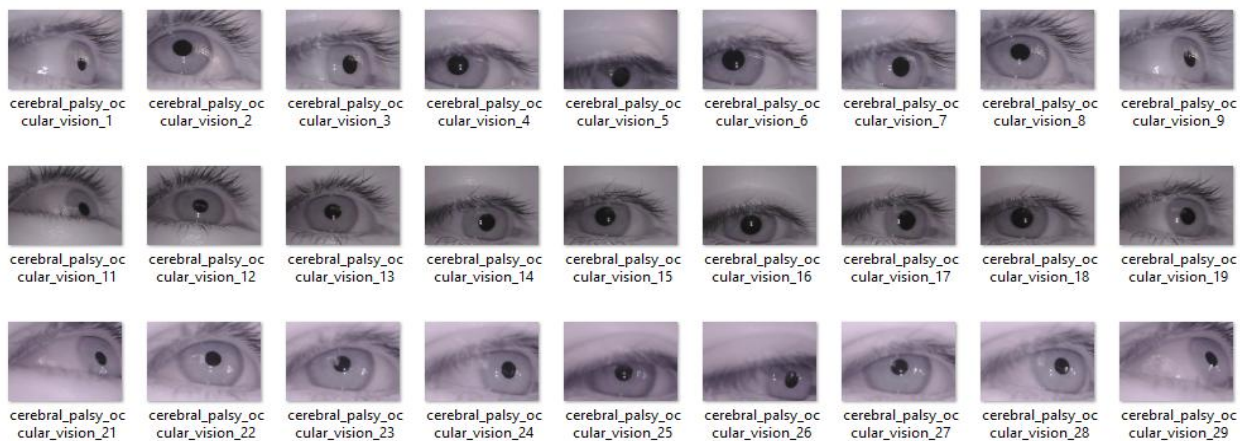 cerebral_palsy_oc cerebral_palsy_oc cerebral_palsy_oc cerebral_palsy_oc cerebral_palsy_oc cerebral_palsy_oc cerebral_palsy_oc cerebral_palsy_oc cerebral_palsy_oc
cular_vision_1 cular_vision_2 cular_vision_3 cular_vision_4 cular_vision_5 cular_vision_6 cular_vision_7 cular_vision_8 cular_vision_9
cerebral_palsy_oc cerebral_palsy_oc cerebral_palsy_oc cerebral_palsy_oc cerebral_palsy_oc cerebral_palsy_oc cerebral_palsy_oc cerebral_palsy_oc cerebral_palsy_oc
cular_vision_11 cular_vision_12 cular_vision_13 cular_vision_14 cular_vision_15 cular_vision_16 cular_vision_17 cular_vision_18 cular_vision_19
cerebral_palsy_oc cerebral_palsy_oc cerebral_palsy_oc cerebral_palsy_oc cerebral_palsy_oc cerebral_palsy_oc cerebral_palsy_oc cerebral_palsy_oc cerebral_palsy_oc
cular_vision_21 cular_vision_22 cular_vision_23 cular_vision_24 cular_vision_25 cular_vision_26 cular_vision_27 cular_vision_28 cular_vision_29